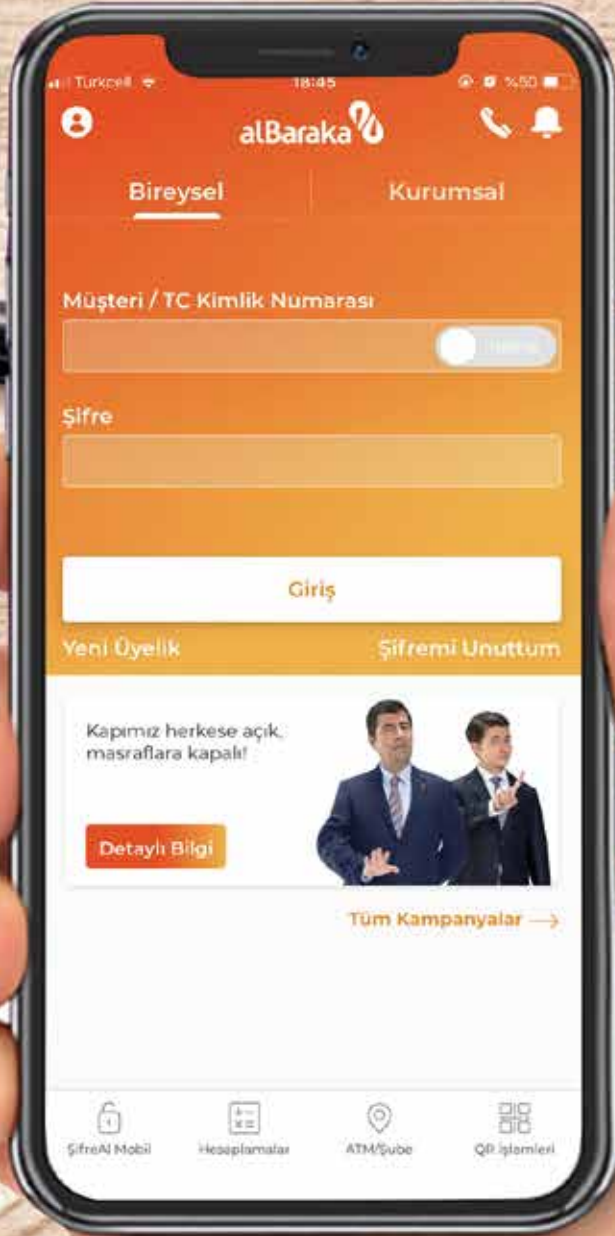 Turkcell
18:45
%50
alBaraka
Bireysel
Kurumsal
Müşteri / TC Kimlik Numarası
Şifre
Giriş
Yeni Üyelik
Şifremi Unuttum
Kapımız herkese açık,
masraflara kapalı!
Detaylı Bilgi
Tüm Kampanyalar
ŞifreAl Mobil
Hesaplamalar
ATM/Şube
QR İşlemleri